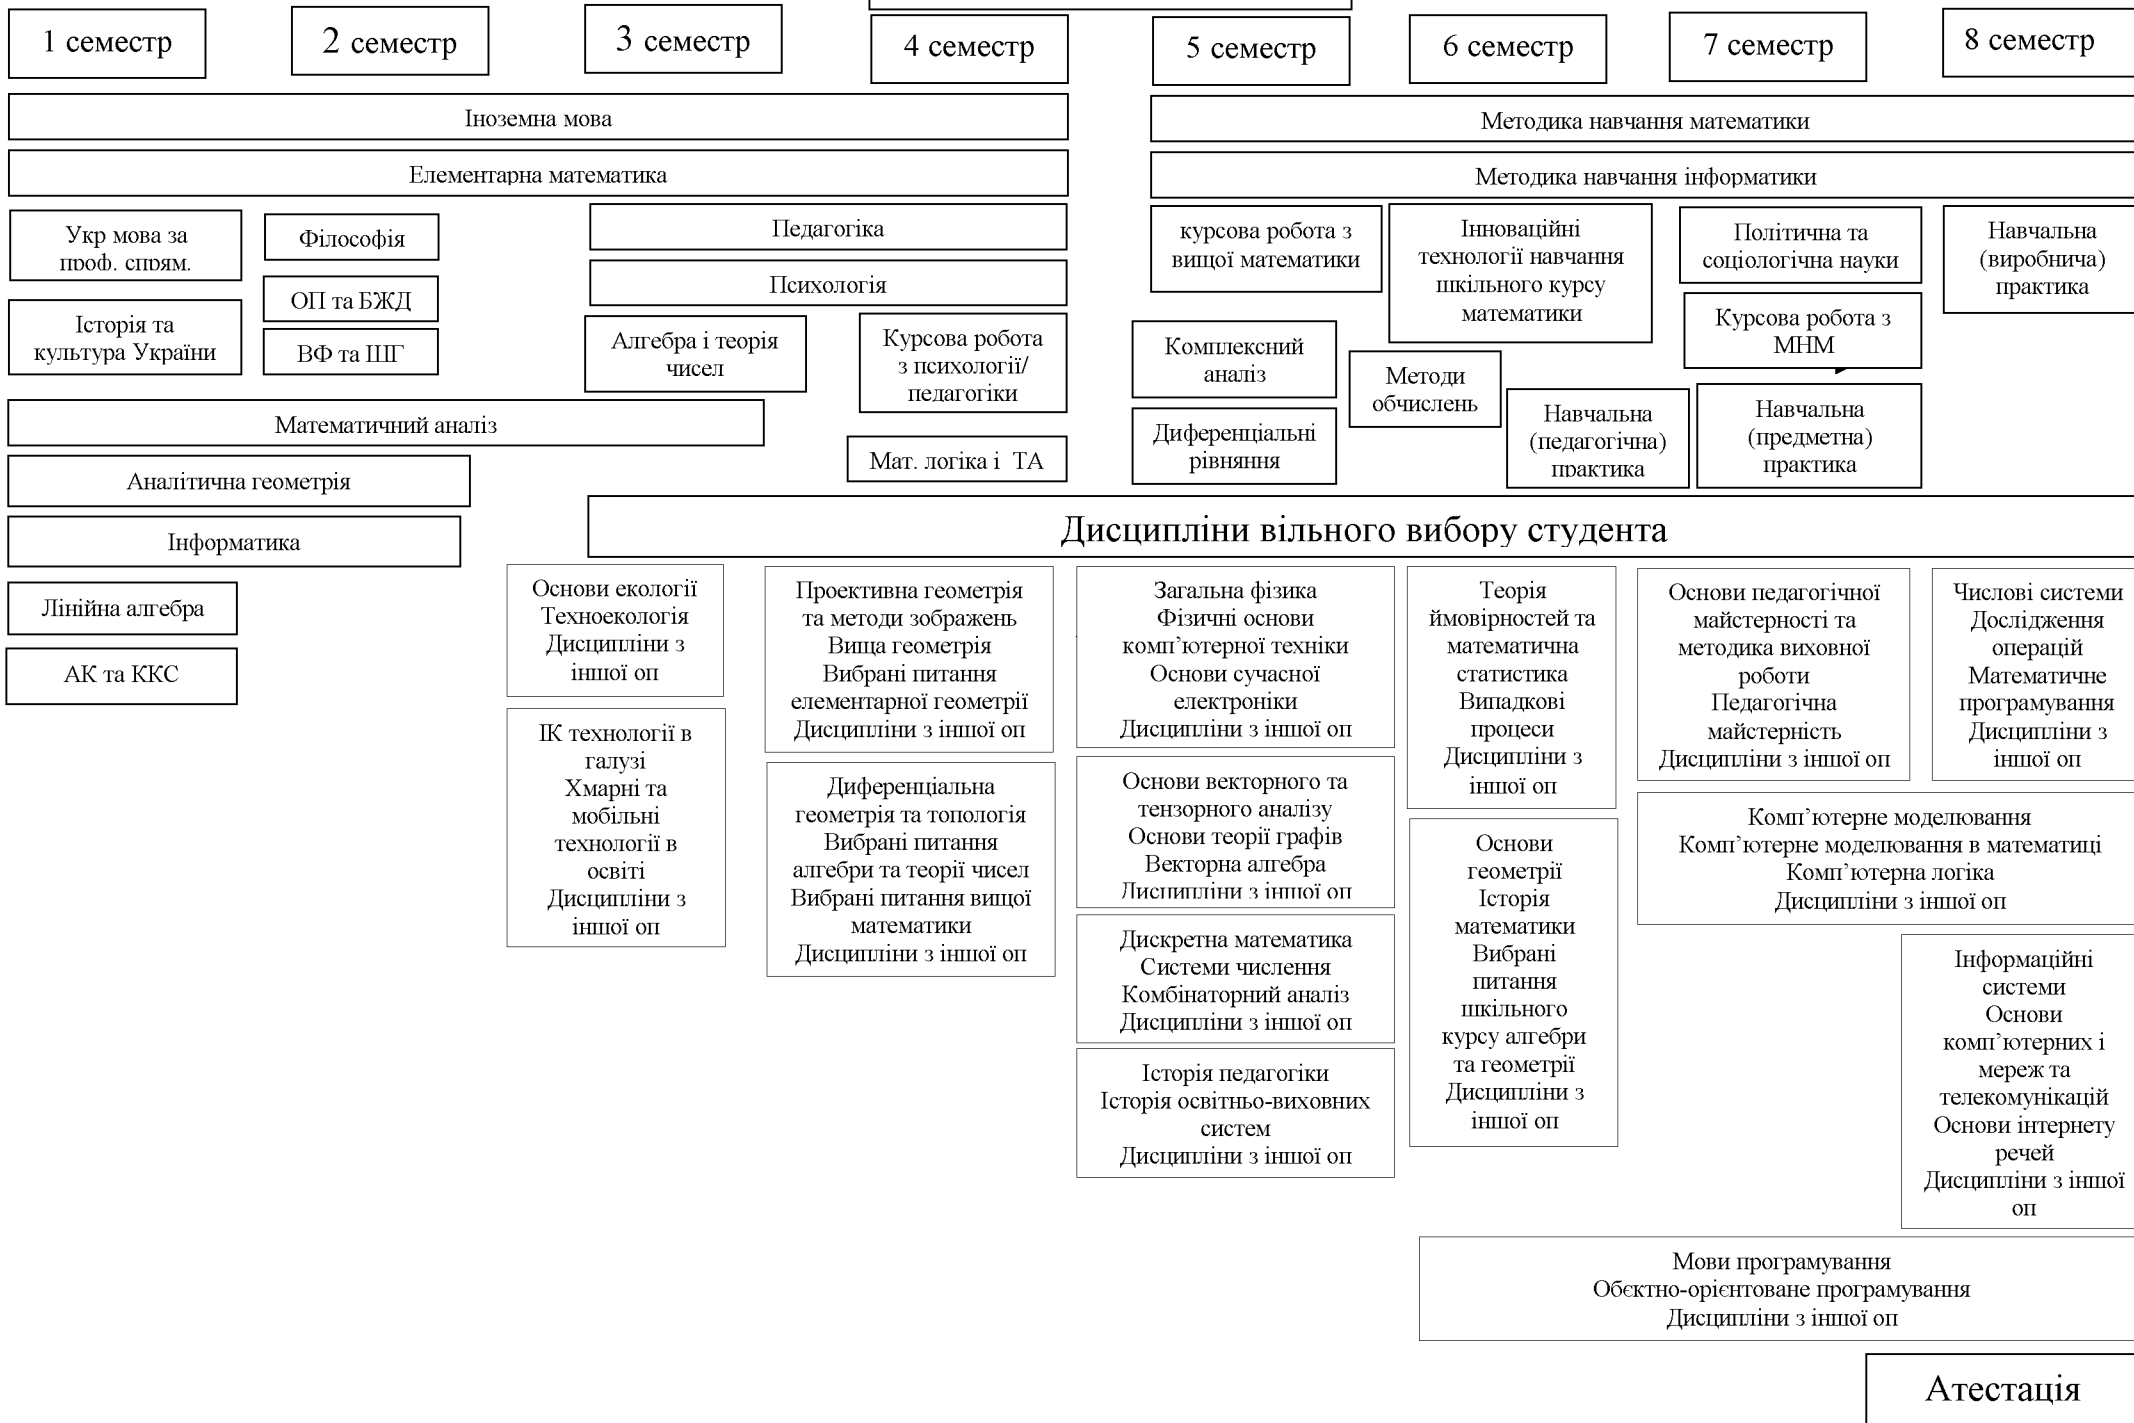 1 семестр
2 семестр
3 семестр
4 семестр
5 семестр
6 семестр
7 семестр
8 семестр
Іноземна мова
Методика навчання математики
Елементарна математика
Методика навчання інформатики
Укр мова за
проф. спрям.
Філософія
ОП та БЖД
Історія та
культура України
ВФ та ШГ
Педагогіка
Психологія
Алгебра і теорія
чисел
Курсова робота
з психології/
педагогіки
Математичний аналіз
Мат. логіка і ТА
Аналітична геометрія
Інформатика
Лінійна алгебра
АК та ККС
курсова робота з
вищої математики
Інноваційні
технології навчання
шкільного курсу
математики
Політична та
соціологічна науки
Навчальна
(виробнича)
практика
Курсова робота з
МНМ
Комплексний
аналіз
Методи
обчислень
Диференціальні
рівняння
Навчальна
(педагогічна)
практика
Навчальна
(предметна)
практика
Дисципліни вільного вибору студента
Основи екології
Техноекологія
Дисципліни з
іншої оп
ІК технології в
галузі
Хмарні та
мобільні
технології в
освіті
Дисципліни з
іншої оп
Проективна геометрія
та методи зображень
Вища геометрія
Вибрані питання
елементарної геометрії
Дисципліни з іншої оп
Диференціальна
геометрія та топологія
Вибрані питання
алгебри та теорії чисел
Вибрані питання вищої
математики
Дисципліни з іншої оп
Загальна фізика
Фізичні основи
комп’ютерної техніки
Основи сучасної
електроніки
Дисципліни з іншої оп
Основи векторного та
тензорного аналізу
Основи теорії графів
Векторна алгебра
Дисципліни з іншої оп
Дискретна математика
Системи числення
Комбінаторний аналіз
Дисципліни з іншої оп
Історія педагогіки
Історія освітньо-виховних
систем
Дисципліни з іншої оп
Теорія
ймовірностей та
математична
статистика
Випадкові
процеси
Дисципліни з
іншої оп
Основи
геометрії
Історія
математики
Вибрані
питання
шкільного
курсу алгебри
та геометрії
Дисципліни з
іншої оп
Основи педагогічної
майстерності та
методика виховної
роботи
Педагогічна
майстерність
Дисципліни з іншої оп
Числові системи
Дослідження
операцій
Математичне
програмування
Дисципліни з
іншої оп
Комп’ютерне моделювання
Комп’ютерне моделювання в математиці
Комп’ютерна логіка
Дисципліни з іншої оп
Інформаційні
системи
Основи
комп’ютерних і
мереж та
телекомунікацій
Основи інтернету
речей
Дисципліни з іншої
оп
Мови програмування
Обєктно-орієнтоване програмування
Дисципліни з іншої оп
Атестація